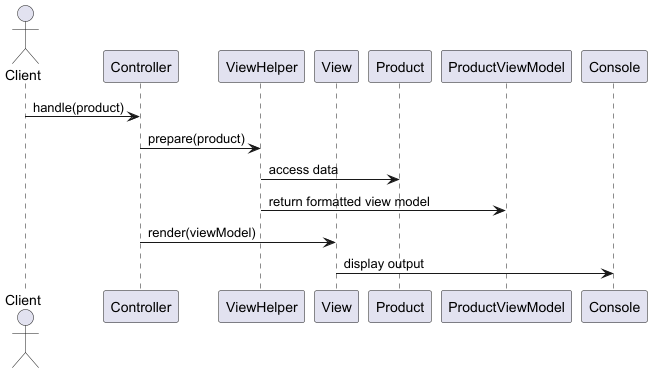 Client
Controller
ViewHelper
View
Product
ProductViewModel
Console
handle(product)
prepare(product)
access data
return formatted view model
render(viewModel)
display output
Client
Controller
ViewHelper
View
Product
ProductViewModel
Console